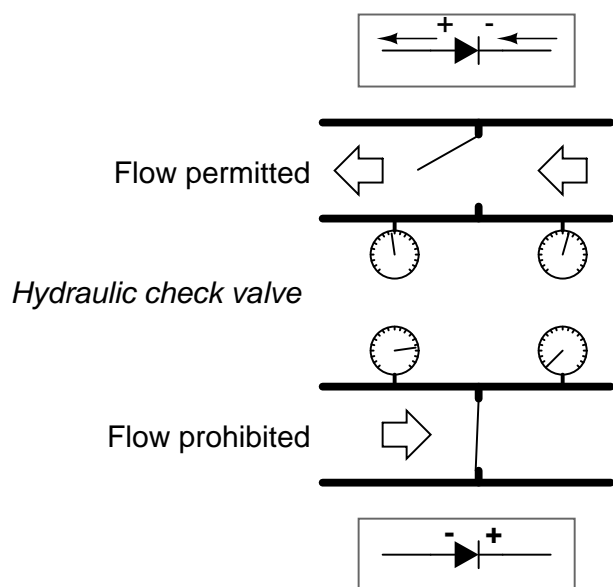 + -
Flow permitted
Hydraulic check valve
Flow prohibited
- +